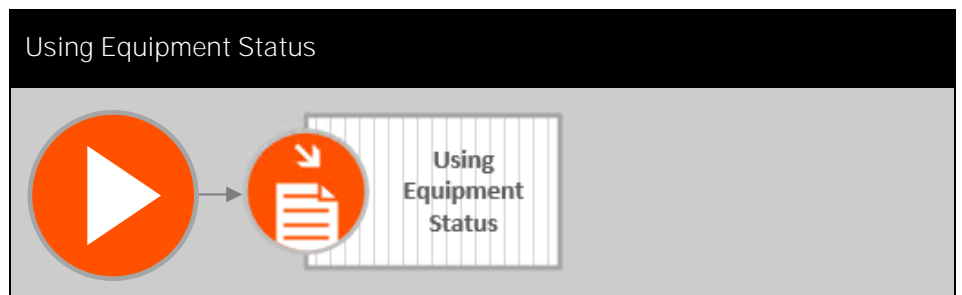 Using Equipment Status
Using
Equipment
Status